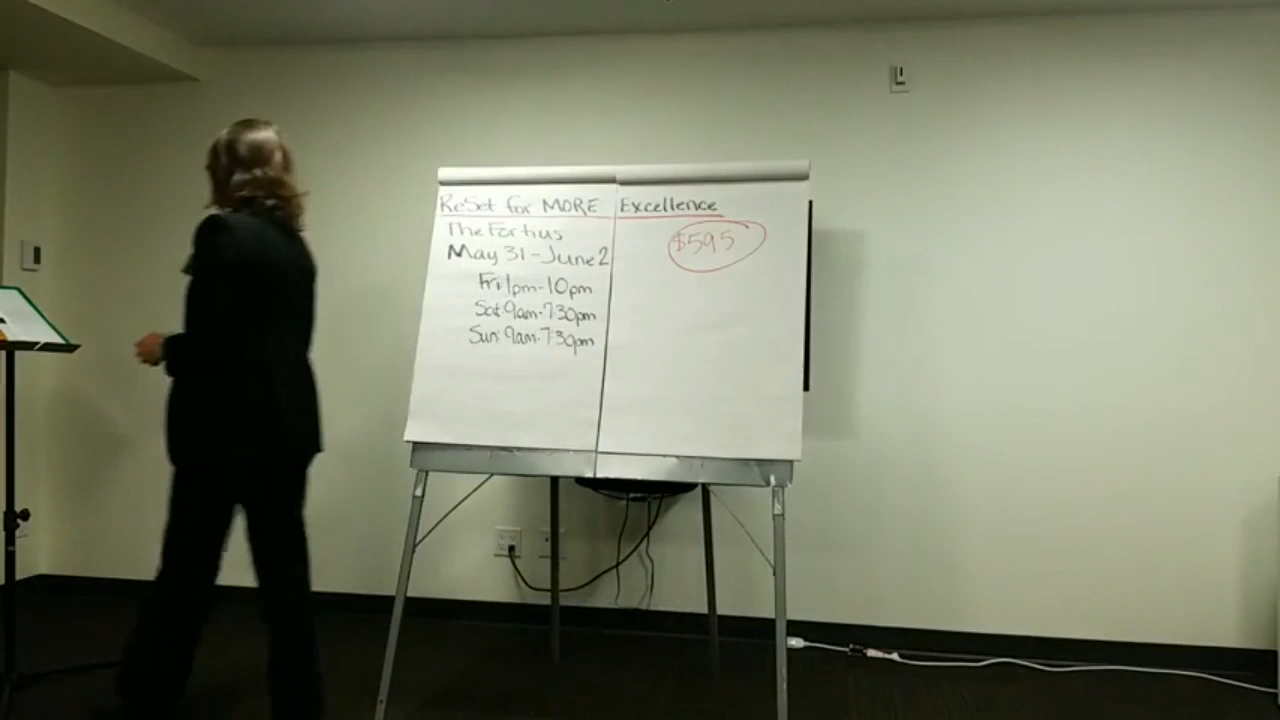 ReSet for MORE Excellence
The Fortius
May 31 - June 2
Fri 1pm-10pm
Sat 9am-7:30pm
Sun: 9am-7:30pm
$595